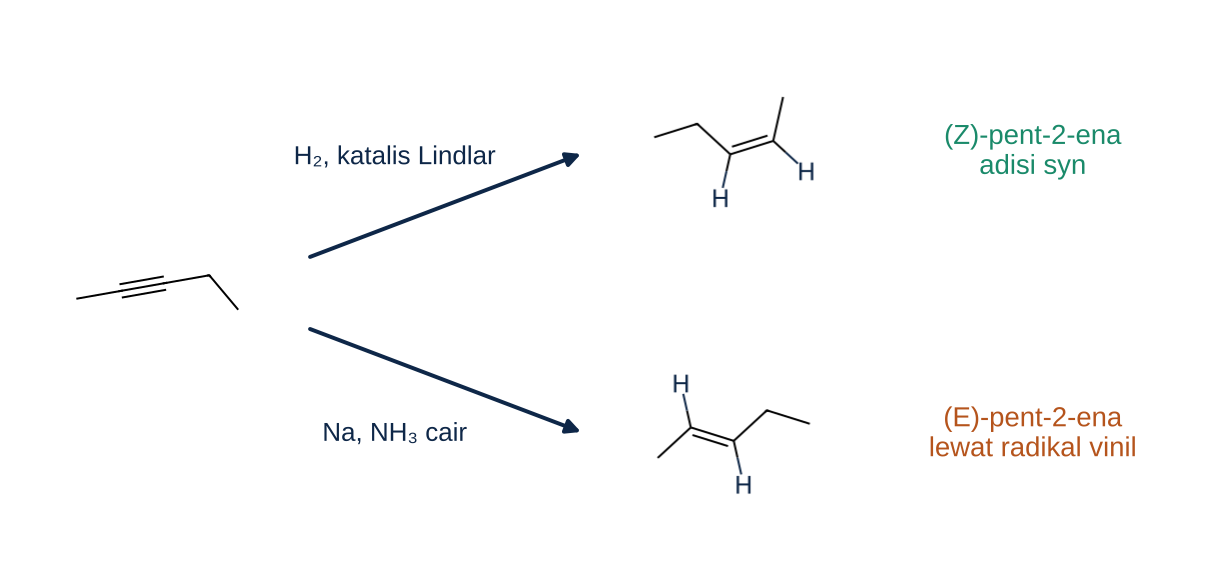 H₂, katalis Lindlar
H
H
(Z)-pent-2-ena
adisi syn
Na, NH₃ cair
H
H
(E)-pent-2-ena
lewat radikal vinil